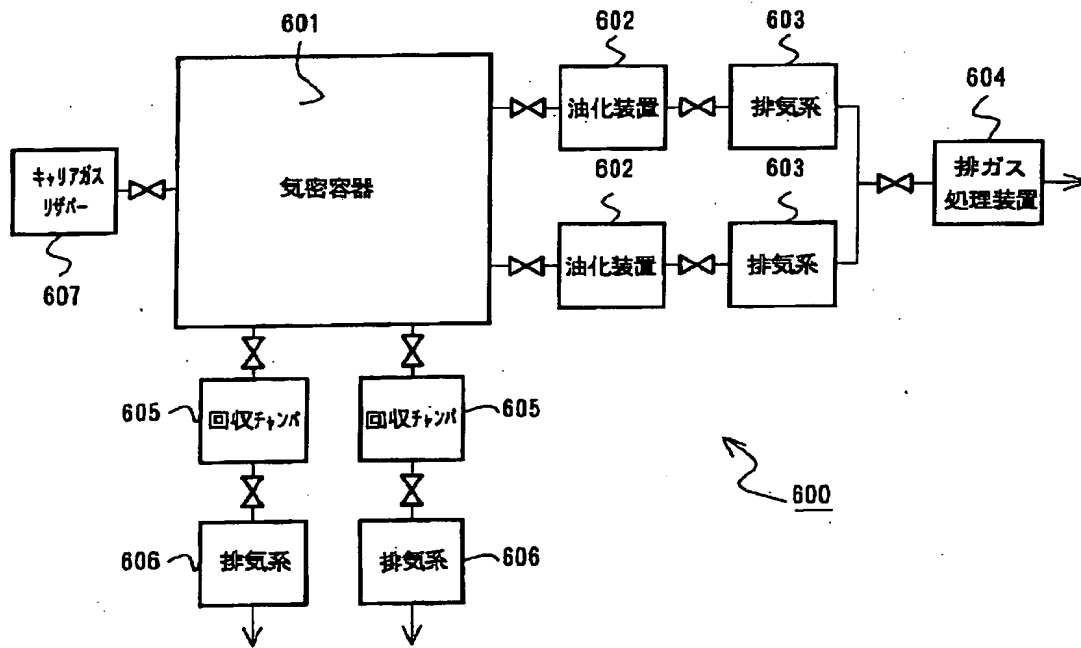 601
602
603
604
油化装置
排気系
排ガス
処理装置
キャリアガス
リザバー
気密容器
602
603
607
油化装置
排気系
605
回収チャンバ
回収チャンバ
605
600
606
排気系
排気系
606